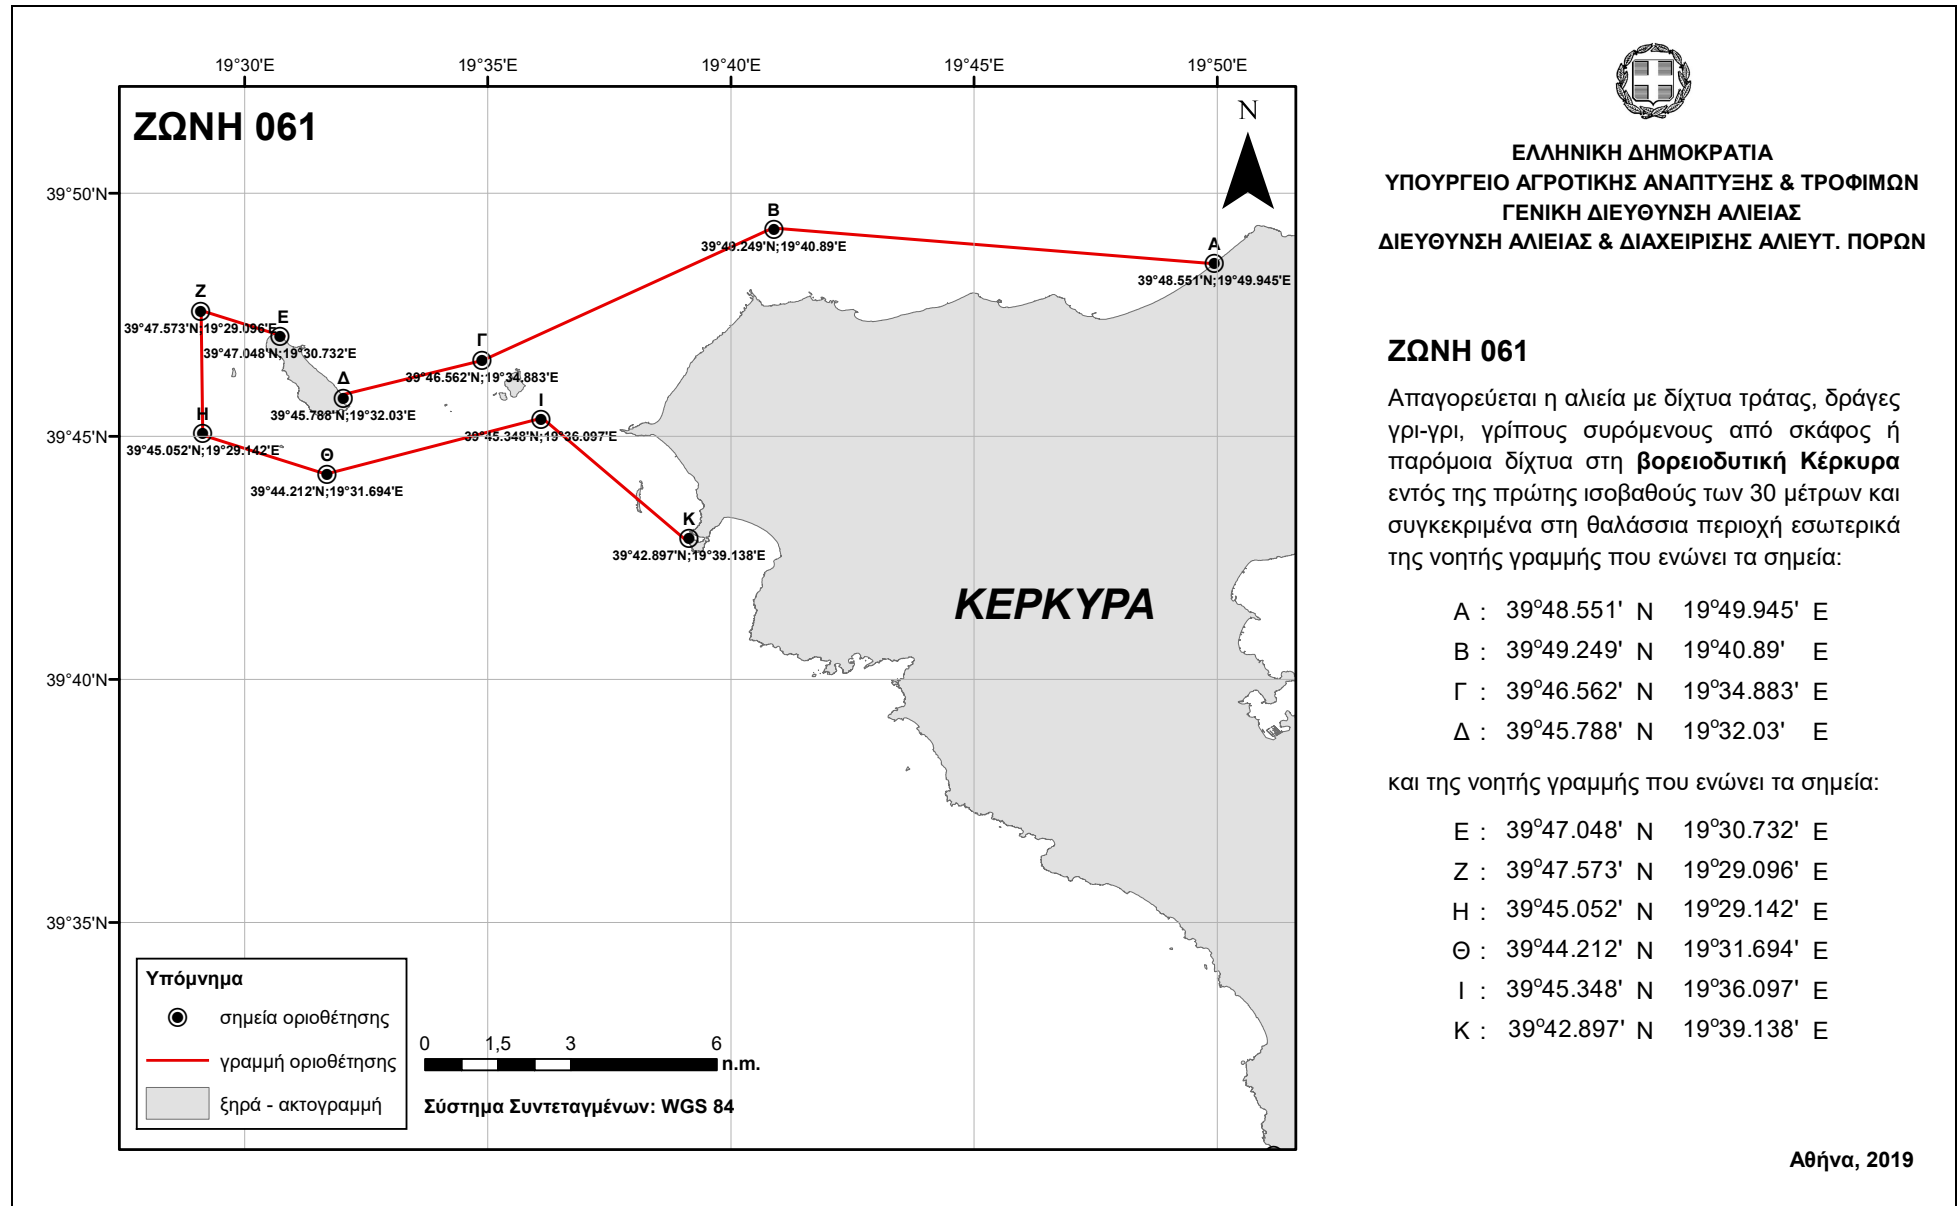 19°30'E
19°35'E
19°40'E
19°45'E
19°50'E
ΖΩΝΗ 061
N
39°50'N
39°45'N
39°40'N
39°35'N
B
39°49.249'N;19°40.89'E
A
39°48.551'N;19°49.945'E
Z
39°47.573'N;19°29.096'E
E
39°47.048'N;19°30.732'E
Γ
39°46.562'N;19°34.883'E
Δ
39°45.788'N;19°32.03'E
H
39°45.052'N;19°29.142'E
Θ
39°44.212'N;19°31.694'E
I
39°45.348'N;19°36.097'E
K
39°42.897'N;19°39.138'E
ΚΕΡΚΥΡΑ
Υπόμνημα
σημεία οριοθέτησης
γραμμή οριοθέτησης
ξηρά - ακτογραμμή
0 1,5 3 6
n.m.
Σύστημα Συντεταγμένων: WGS 84
ΕΛΛΗΝΙΚΗ ΔΗΜΟΚΡΑΤΙΑ
ΥΠΟΥΡΓΕΙΟ ΑΓΡΟΤΙΚΗΣ ΑΝΑΠΤΥΞΗΣ & ΤΡΟΦΙΜΩΝ
ΓΕΝΙΚΗ ΔΙΕΥΘΥΝΣΗ ΑΛΙΕΙΑΣ
ΔΙΕΥΘΥΝΣΗ ΑΛΙΕΙΑΣ & ΔΙΑΧΕΙΡΙΣΗΣ ΑΛΙΕΥΤ. ΠΟΡΩΝ
ΖΩΝΗ 061
Απαγορεύεται η αλιεία με δίχτυα τράτας, δράγες
γρι-γρι, γρίπους συρόμενους από σκάφος ή
παρόμοια δίχτυα στη βορειοδυτική Κέρκυρα
εντός της πρώτης ισοβαθούς των 30 μέτρων και
συγκεκριμένα στη θαλάσσια περιοχή εσωτερικά
της νοητής γραμμής που ενώνει τα σημεία:
Α : 39°48.551' N 19°49.945' E
Β : 39°49.249' N 19°40.89' E
Γ : 39°46.562' N 19°34.883' E
Δ : 39°45.788' N 19°32.03' E
και της νοητής γραμμής που ενώνει τα σημεία:
Ε : 39°47.048' N 19°30.732' E
Ζ : 39°47.573' N 19°29.096' E
Η : 39°45.052' N 19°29.142' E
Θ : 39°44.212' N 19°31.694' E
Ι : 39°45.348' N 19°36.097' E
Κ : 39°42.897' N 19°39.138' E
Αθήνα, 2019